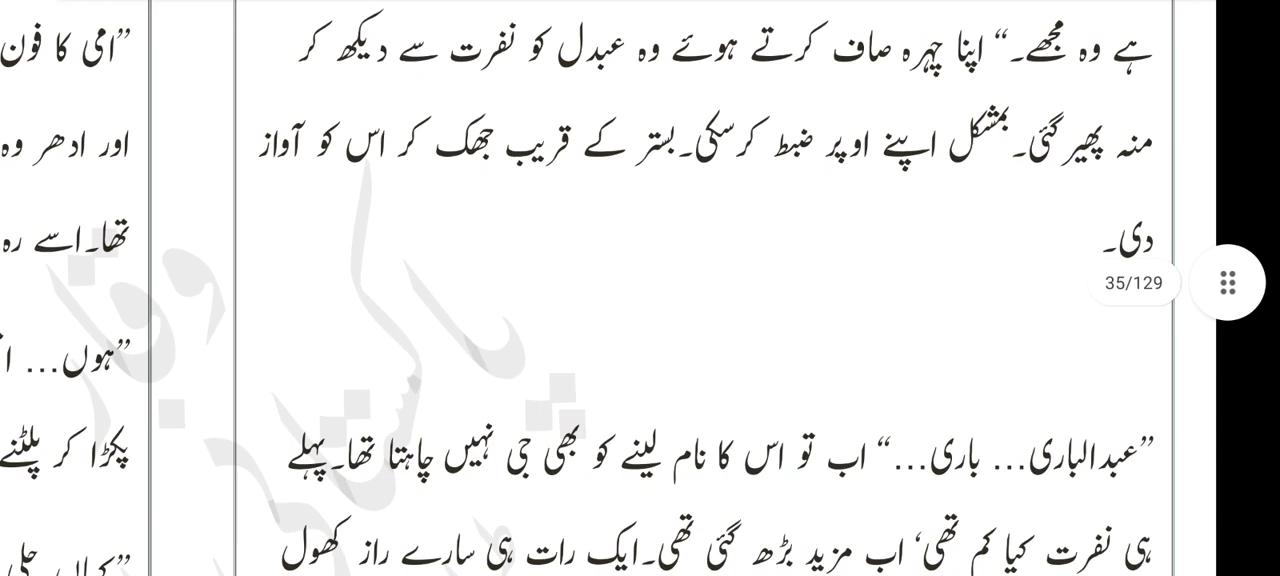 ہے وہ مجھے۔“ اپنا چہرہ صاف کرتے ہوئے وہ عبدل کو نفرت سے دیکھ کر
منہ پھیر گئی۔ بمشکل اپنے اوپر ضبط کرسکی۔بستر کے قریب جھک کر اس کو آواز
دی۔
35/129
”عبدالباری... باری...“ اب تو اس کا نام لینے کو بھی جی نہیں چاہتا تھا۔پہلے
ہی نفرت کیا کم تھی‘ اب مزید بڑھ گئی تھی۔ایک رات ہی سارے راز کھول
”امی کا فون
اور ادھر وہ
تھا۔اسے رہ
”ہوں...
پکڑا کر پلٹنے
”کہاں چلی